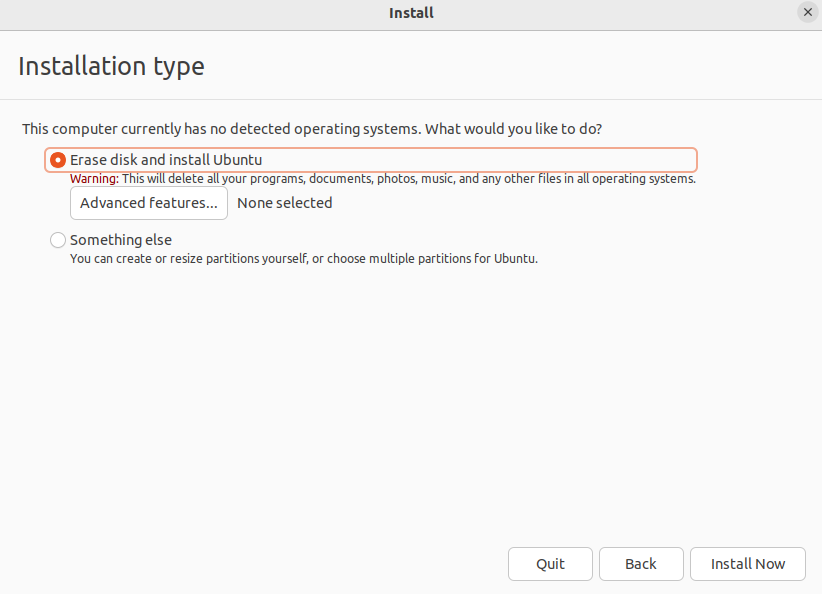 Install
Installation type
This computer currently has no detected operating systems. What would you like to do?
Erase disk and install Ubuntu
Warning: This will delete all your programs, documents, photos, music, and any other files in all operating systems.
Advanced features... None selected
Something else
You can create or resize partitions yourself, or choose multiple partitions for Ubuntu.
Quit Back Install Now